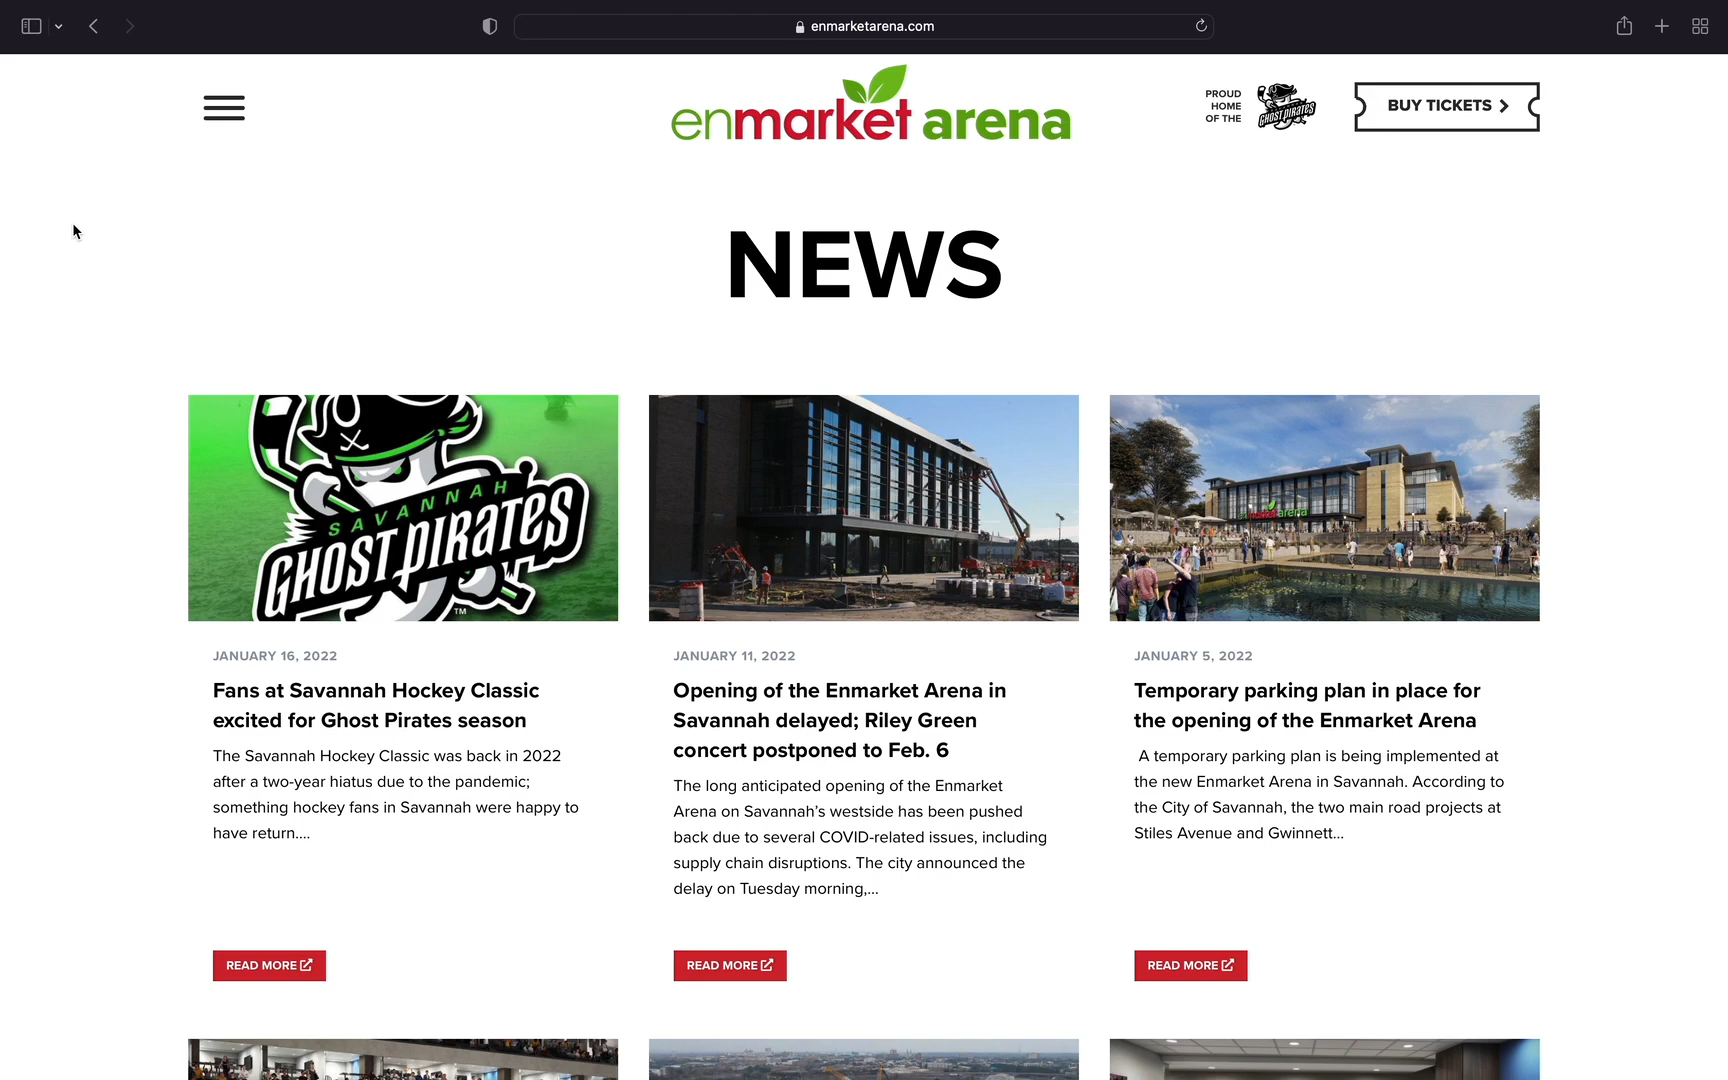 enmarketarena.com
enmarket arena
PROUD
HOME
OF THE
GHOST PIRATES
BUY TICKETS
NEWS
SAVANNAH
GHOST PIRATES
TM
enmarket arena
JANUARY 16, 2022
Fans at Savannah Hockey Classic
excited for Ghost Pirates season
The Savannah Hockey Classic was back in 2022
after a two-year hiatus due to the pandemic;
something hockey fans in Savannah were happy to
have return....
READ MORE
JANUARY 11, 2022
Opening of the Enmarket Arena in
Savannah delayed; Riley Green
concert postponed to Feb. 6
The long anticipated opening of the Enmarket
Arena on Savannah’s westside has been pushed
back due to several COVID-related issues, including
supply chain disruptions. The city announced the
delay on Tuesday morning,...
READ MORE
JANUARY 5, 2022
Temporary parking plan in place for
the opening of the Enmarket Arena
A temporary parking plan is being implemented at
the new Enmarket Arena in Savannah. According to
the City of Savannah, the two main road projects at
Stiles Avenue and Gwinnett...
READ MORE